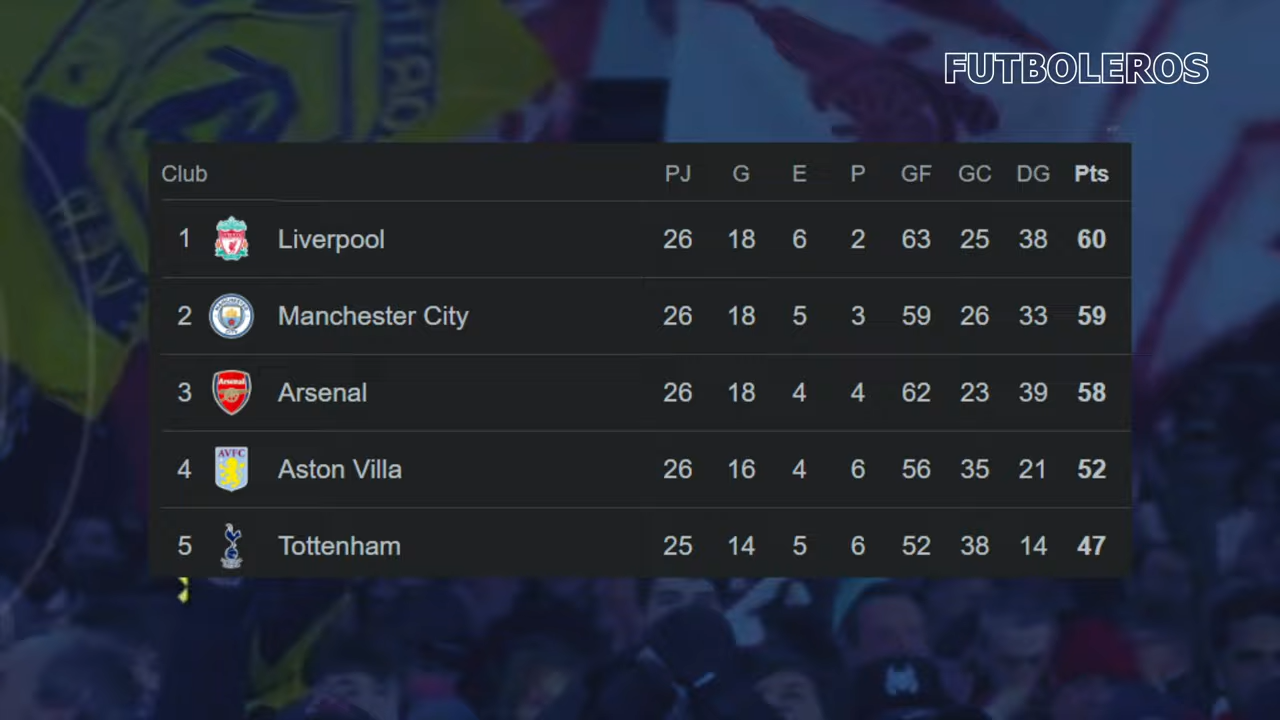 FUTBOLEROS
Club PJ G E P GF GC DG Pts
1 Liverpool 26 18 6 2 63 25 38 60
2 Manchester City 26 18 5 3 59 26 33 59
3 Arsenal 26 18 4 4 62 23 39 58
4 AVFC Aston Villa 26 16 4 6 56 35 21 52
5 Tottenham 25 14 5 6 52 38 14 47